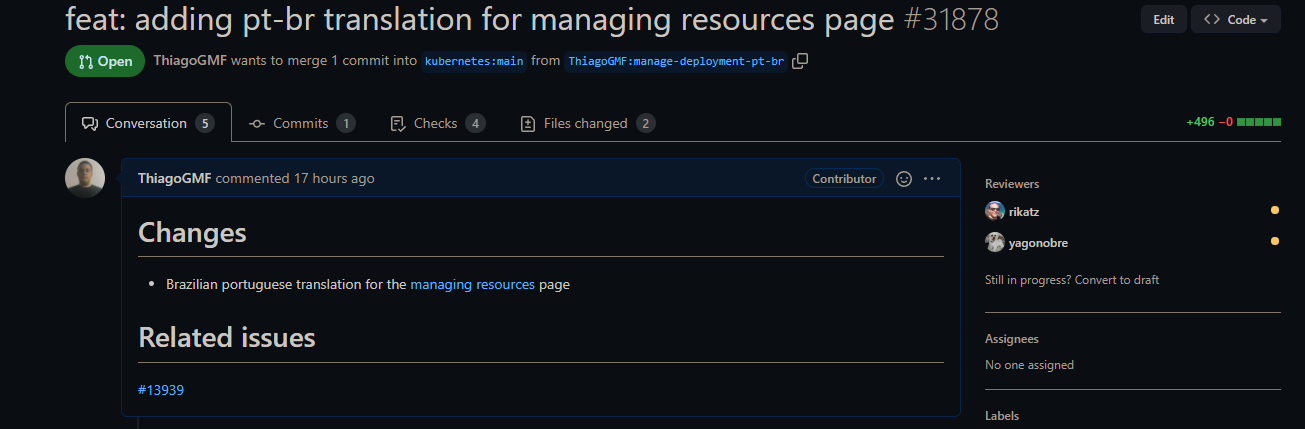 feat: adding pt-br translation for managing resources page #31878
Edit
<> Code
Open
ThiagoGMF wants to merge 1 commit into kubernetes:main from ThiagoGMF:manage-deployment-pt-br
Conversation 5
Commits 1
Checks 4
Files changed 2
+496 −0
ThiagoGMF commented 17 hours ago
Contributor
Changes
• Brazilian portuguese translation for the managing resources page
Related issues
#13939
Reviewers
rikatz
yagonobre
Still in progress? Convert to draft
Assignees
No one assigned
Labels